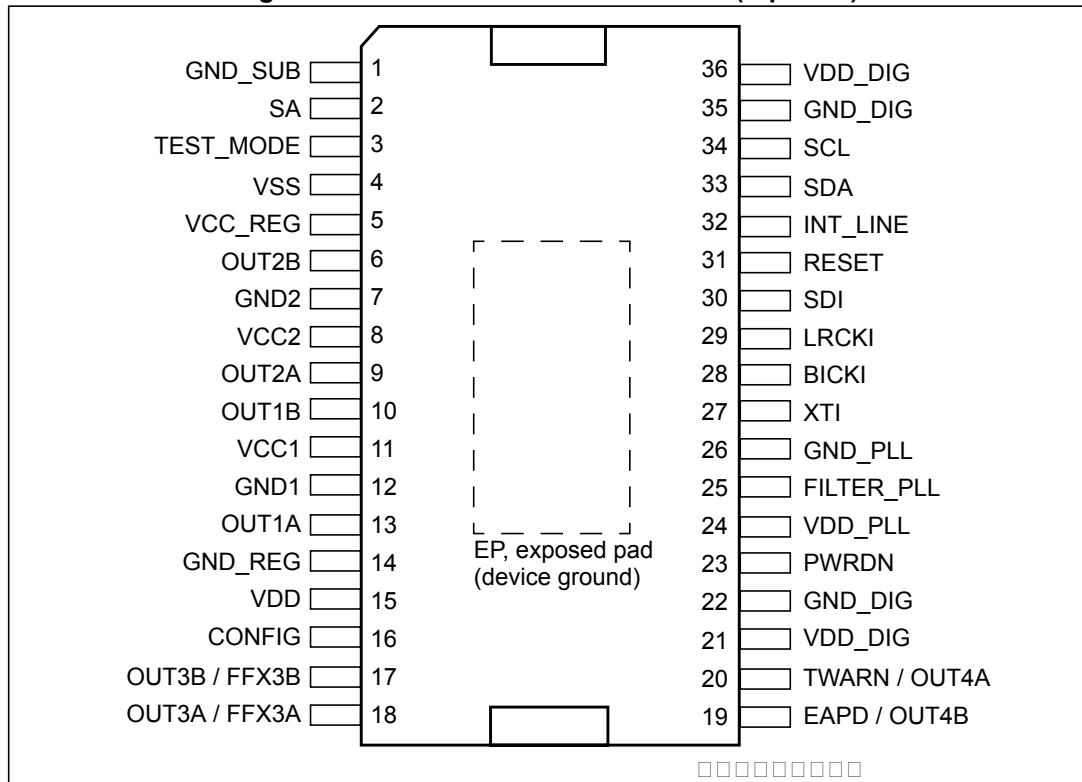 GND_SUB 1
SA 2
TEST_MODE 3
VSS 4
VCC_REG 5
OUT2B 6
GND2 7
VCC2 8
OUT2A 9
OUT1B 10
VCC1 11
GND1 12
OUT1A 13
GND_REG 14
VDD 15
CONFIG 16
OUT3B / FFX3B 17
OUT3A / FFX3A 18
EP, exposed pad
(device ground)
36 VDD_DIG
35 GND_DIG
34 SCL
33 SDA
32 INT_LINE
31 RESET
30 SDI
29 LRCKI
28 BICKI
27 XTI
26 GND_PLL
25 FILTER_PLL
24 VDD_PLL
23 PWRDN
22 GND_DIG
21 VDD_DIG
20 TWARN / OUT4A
19 EAPD / OUT4B